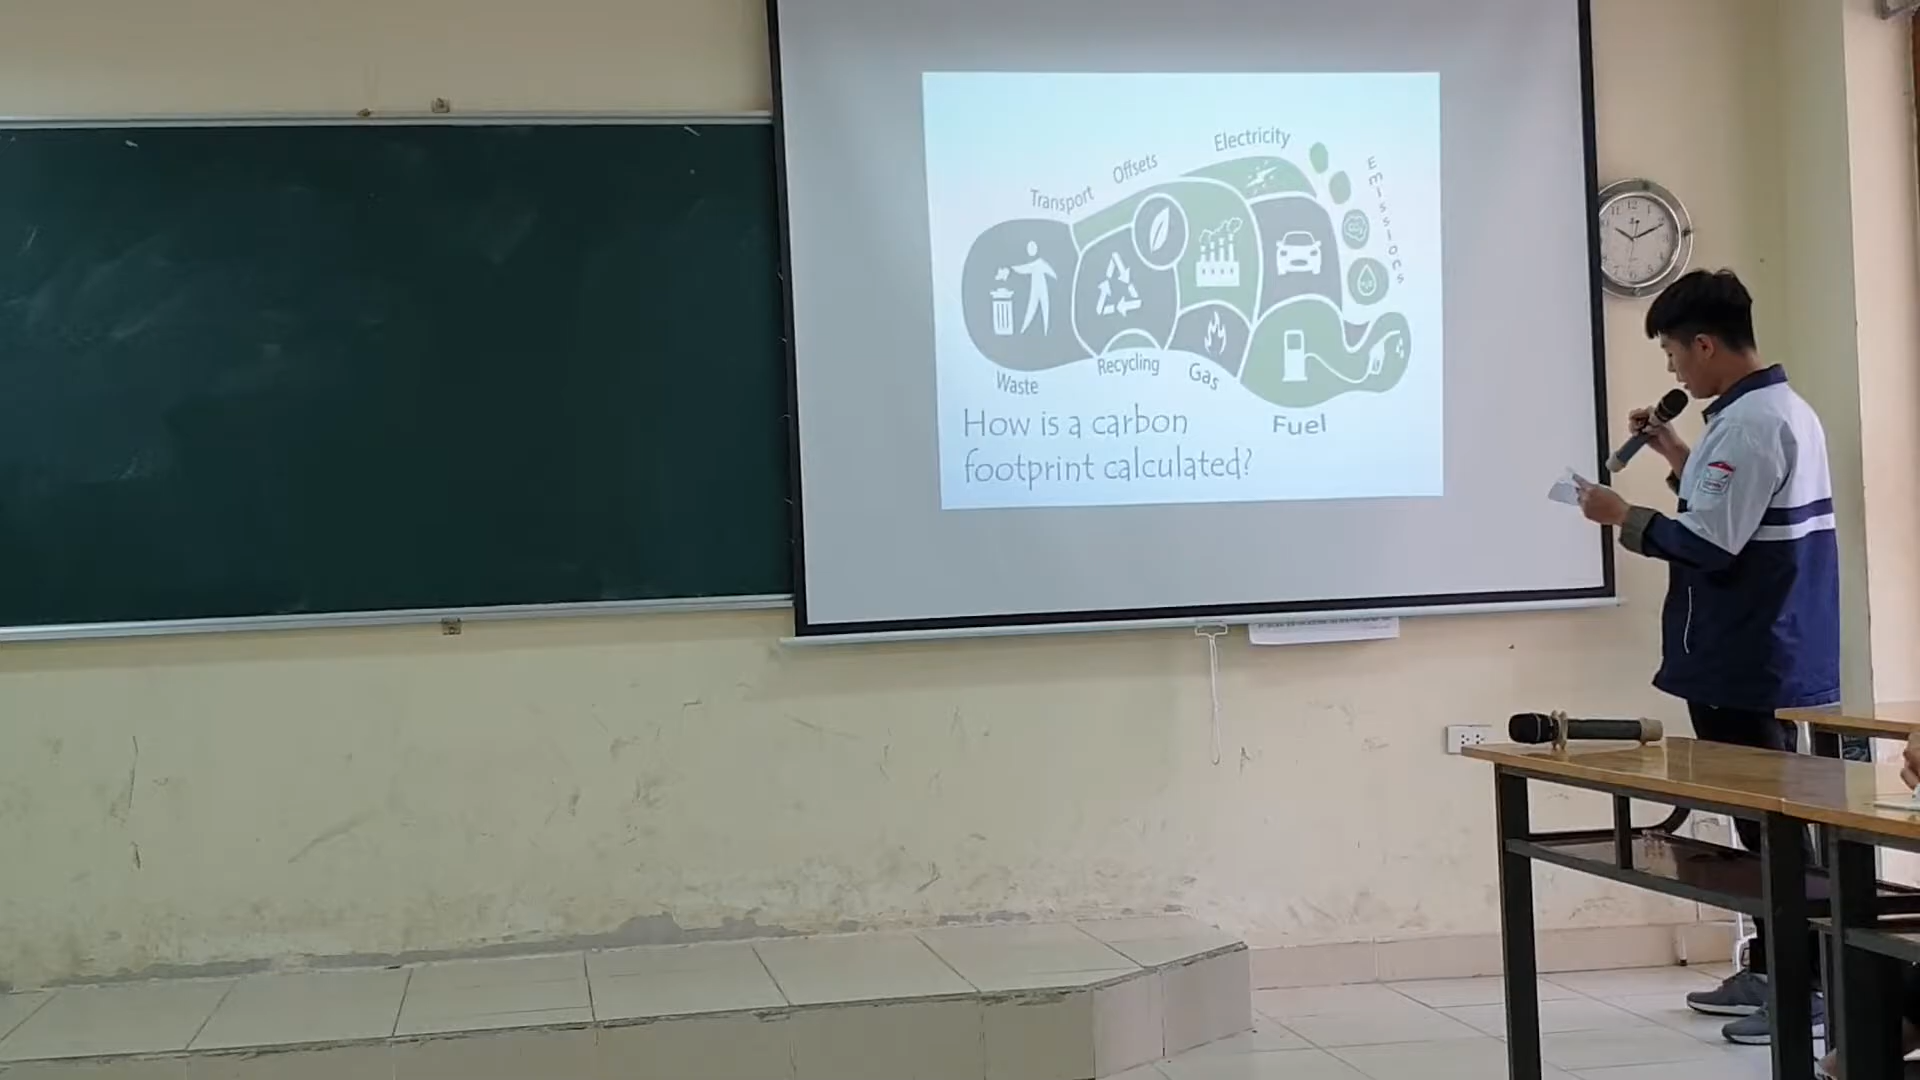 Electricity
Offsets
Transport
Emissions
Recycling
Gas
Waste
How is a carbon
footprint calculated?
Fuel